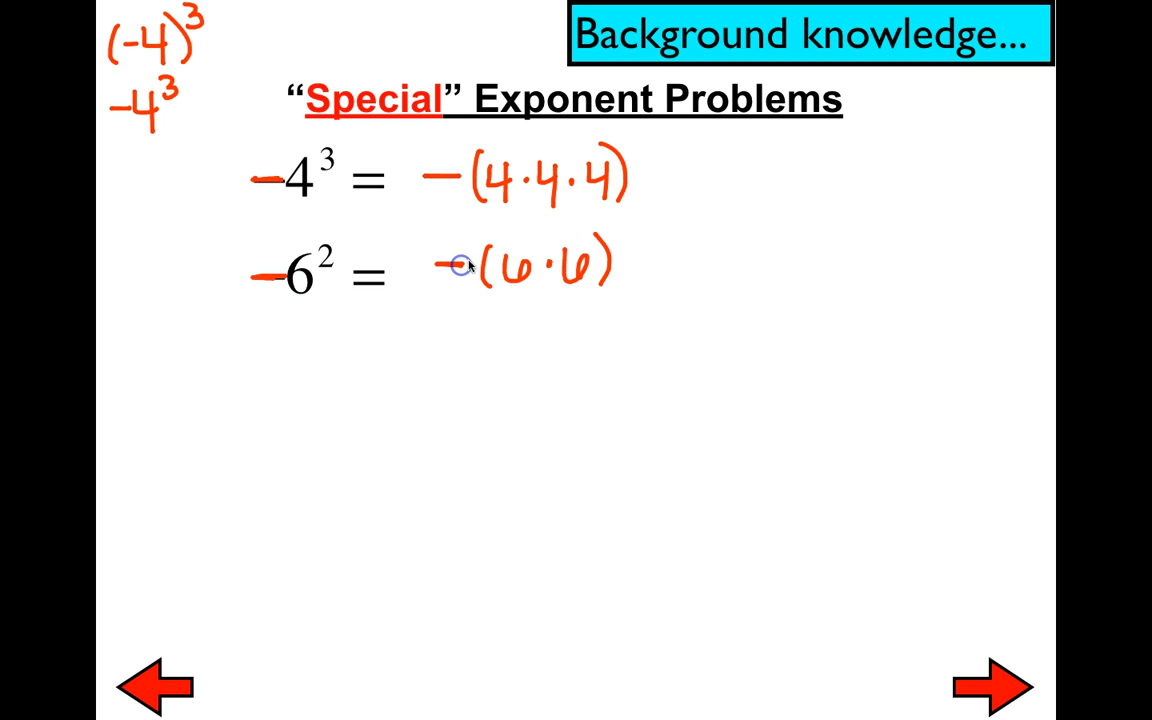 (-4)³
Background knowledge...
-4³
“Special” Exponent Problems
-4³ = -(4·4·4)
-6² = -(6·6)